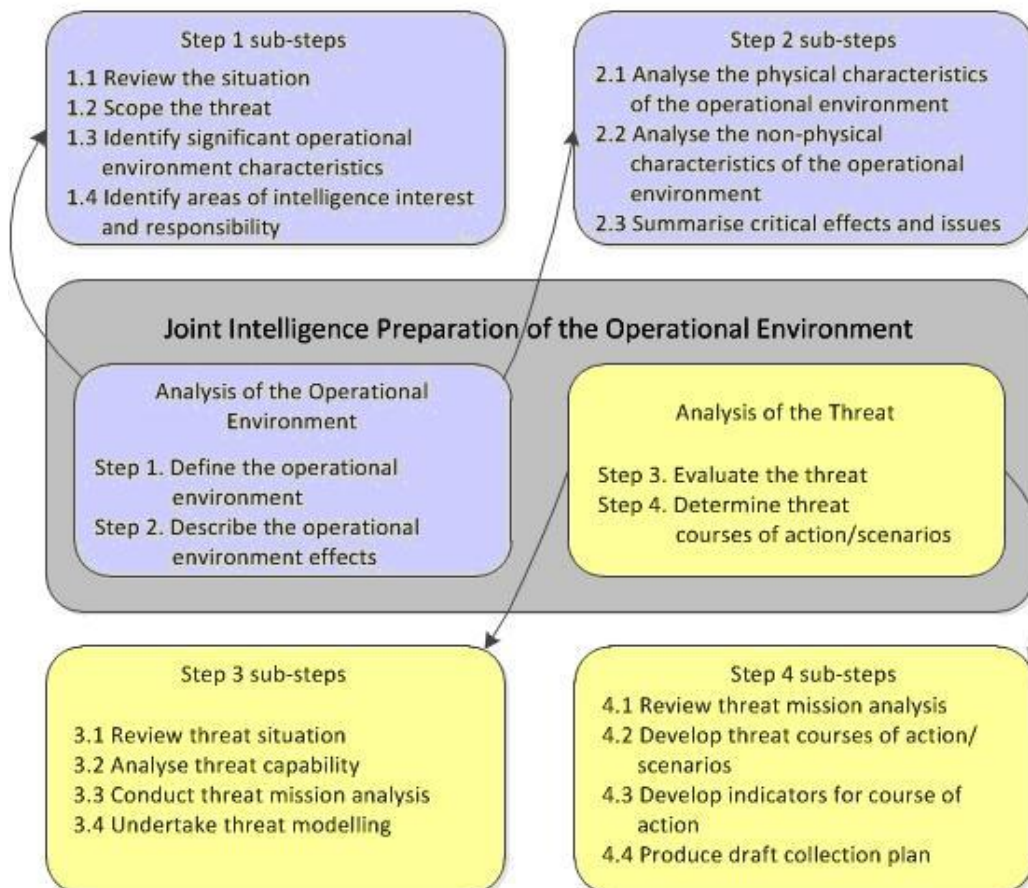 Step 1 sub-steps
1.1 Review the situation
1.2 Scope the threat
1.3 Identify significant operational
environment characteristics
1.4 Identify areas of intelligence interest
and responsibility
Step 2 sub-steps
2.1 Analyse the physical characteristics
of the operational environment
2.2 Analyse the non-physical
characteristics of the operational
environment
2.3 Summarise critical effects and issues
Joint Intelligence Preparation of the Operational Environment
Analysis of the Operational
Environment
Step 1. Define the operational
environment
Step 2. Describe the operational
environment effects
Analysis of the Threat
Step 3. Evaluate the threat
Step 4. Determine threat
courses of action/scenarios
Step 3 sub-steps
3.1 Review threat situation
3.2 Analyse threat capability
3.3 Conduct threat mission analysis
3.4 Undertake threat modelling
Step 4 sub-steps
4.1 Review threat mission analysis
4.2 Develop threat courses of action/
scenarios
4.3 Develop indicators for course of
action
4.4 Produce draft collection plan